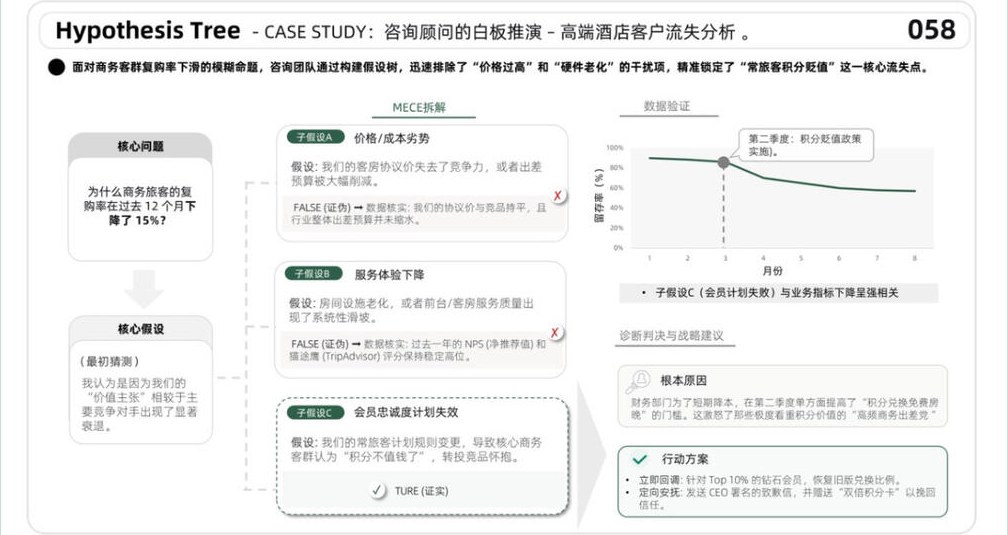 Hypothesis Tree - CASE STUDY：咨询顾问的白板推演 – 高端酒店客户流失分析 。
058
面对商务客群复购率下滑的模糊命题，咨询团队通过构建假设树，迅速排除了“价格过高”和“硬件老化”的干扰项，精准锁定了“常旅客积分贬值”这一核心流失点。
核心问题
为什么商务旅客的复
购率在过去 12 个月下
降了 15%?
核心假设
（最初猜测）
我认为是因为我们的
“价值主张”相较于主
要竞争对手出现了显著
衰退。
MECE拆解
子假设A
价格/成本劣势
假设: 我们的客房协议价失去了竞争力，或者出差
预算被大幅削减。
FALSE (证伪) ➞ 数据核实: 我们的协议价与竞品持平，且
行业整体出差预算并未缩水。
X
子假设B
服务体验下降
假设: 房间设施老化，或者前台/客房服务质量出
现了系统性滑坡。
FALSE (证伪) ➞ 数据核实: 过去一年的 NPS (净推荐值) 和
猫途鹰 (TripAdvisor) 评分保持稳定高位。
X
子假设C
会员忠诚度计划失效
假设: 我们的常旅客计划规则变更，导致核心商务
客群认为“积分不值钱了”，转投竞品怀抱。
✓ TURE (证实)
数据验证
第二季度：积分贬值政策
实施)。
留存率（%）
100%
80%
60%
40%
20%
0%
1 2 3 4 5 6 7 8
月份
• 子假设C（会员计划失败）与业务指标下降呈强相关
诊断判决与战略建议
根本原因
财务部门为了短期降本，在第二季度单方面提高了“积分兑换免费房
晚”的门槛。这激怒了那些极度看重积分价值的“高频商务出差党 ”
行动方案
• 立即回调: 针对 Top 10% 的钻石会员，恢复旧版兑换比例。
• 定向安抚: 发送 CEO 署名的致歉信，并赠送“双倍积分卡”以挽回
信任。